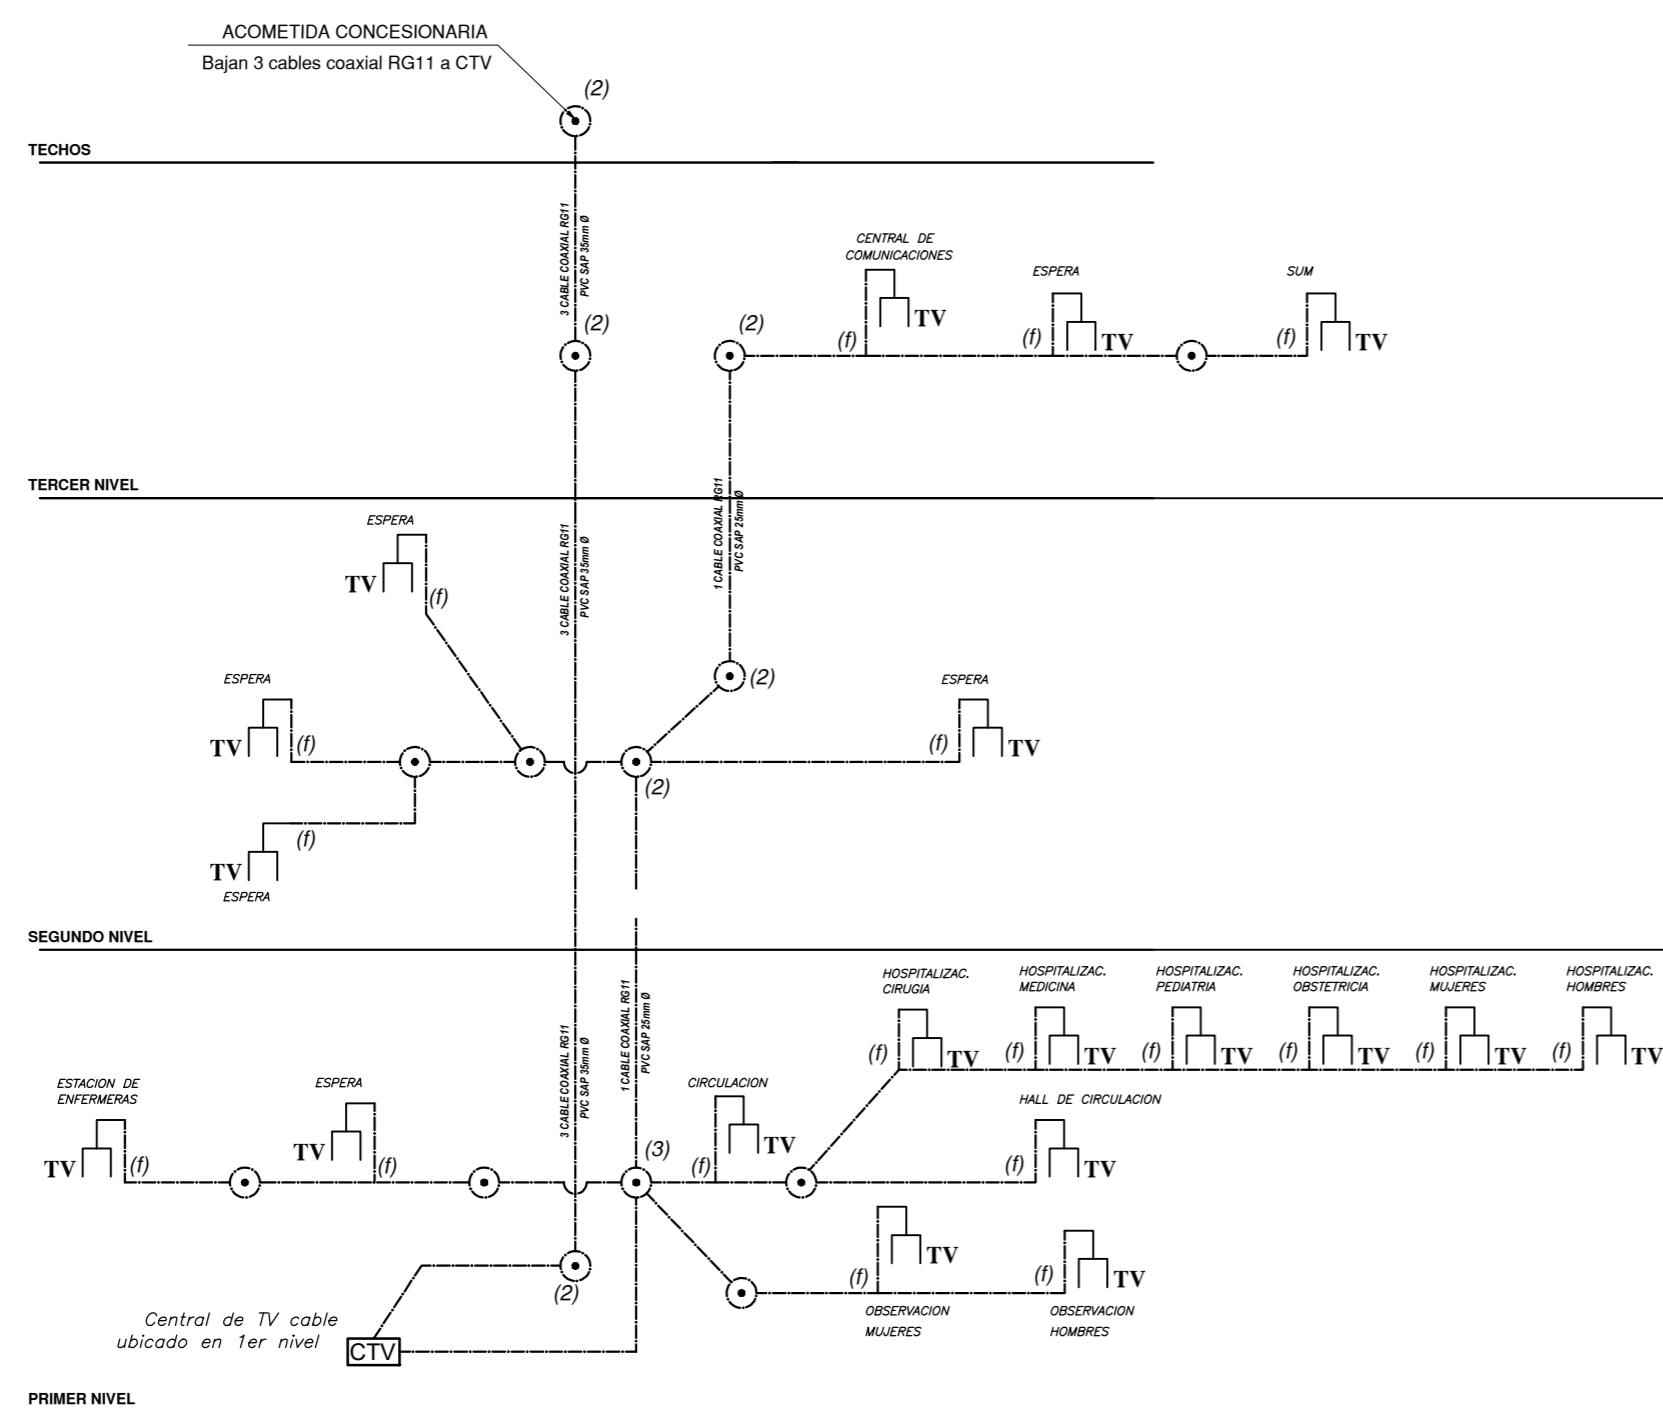 ACOMETIDA CONCESIONARIA
Bajan 3 cables coaxial RG11 a CTV
(2)
TECHOS
3 CABLE COAXIAL RG11
PVC SAP 35mm Ø
CENTRAL DE
COMUNICACIONES
ESPERA
SUM
TV
TV
TV
(2)
(2)
(f)
(f)
(f)
TERCER NIVEL
1 CABLE COAXIAL RG11
PVC SAP 25mm Ø
ESPERA
TV
(f)
3 CABLE COAXIAL RG11
PVC SAP 35mm Ø
(2)
ESPERA
TV
(f)
ESPERA
(f)
TV
(2)
(f)
TV
ESPERA
SEGUNDO NIVEL
HOSPITALIZAC.
CIRUGIA
HOSPITALIZAC.
MEDICINA
HOSPITALIZAC.
PEDIATRIA
HOSPITALIZAC.
OBSTETRICIA
HOSPITALIZAC.
MUJERES
HOSPITALIZAC.
HOMBRES
(f)
TV
(f)
TV
(f)
TV
(f)
TV
(f)
TV
(f)
TV
3 CABLE COAXIAL RG11
PVC SAP 35mm Ø
1 CABLE COAXIAL RG11
PVC SAP 25mm Ø
ESTACION DE
ENFERMERAS
TV
(f)
ESPERA
TV
(f)
(3)
CIRCULACION
TV
(f)
HALL DE CIRCULACION
(f)
TV
(2)
TV
(f)
OBSERVACION
MUJERES
TV
(f)
OBSERVACION
HOMBRES
Central de TV cable
ubicado en 1er nivel
CTV
PRIMER NIVEL